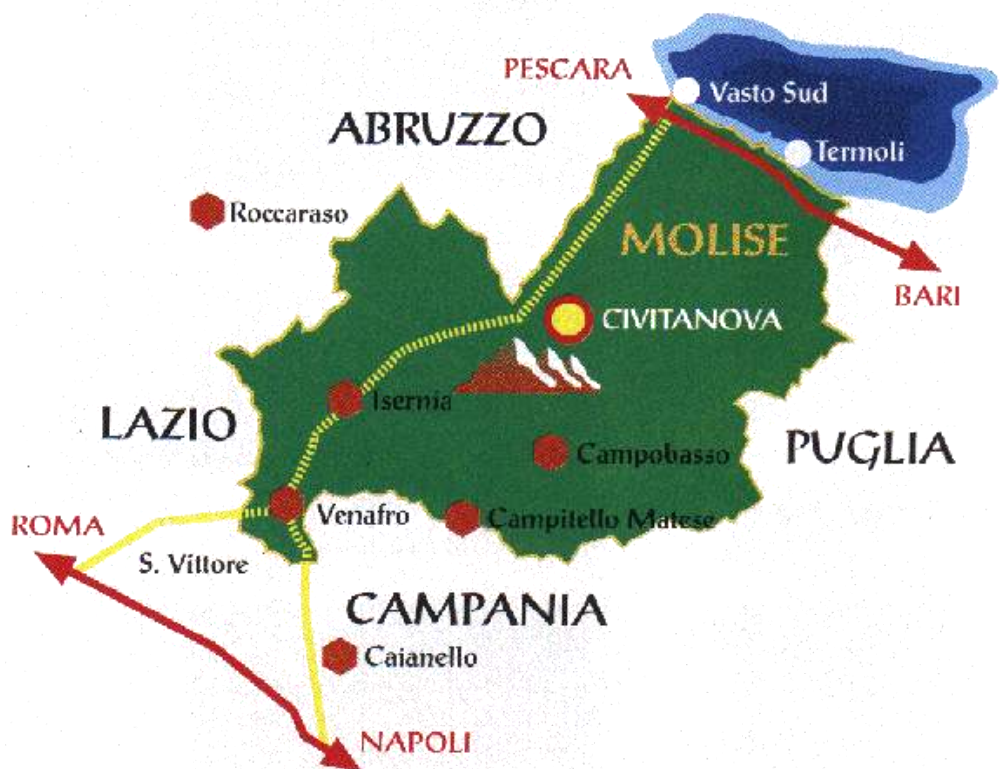 PESCARA
Vasto Sud
ABRUZZO
Termoli
Roccaraso
MOLISE
BARI
CIVITANOVA
Isernia
LAZIO
PUGLIA
Campobasso
Venafro
Campitello Matese
ROMA
S. Vittore
CAMPANIA
Caianello
NAPOLI